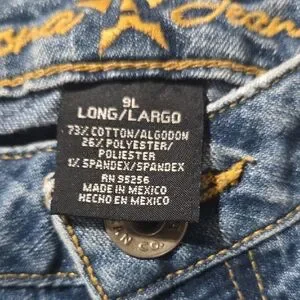 9L
LONG/LARGO
73% COTTON/ALGODON
26% POLYESTER/
POLIESTER
1% SPANDEX/SPANDEX
RN 95256
MADE IN MEXICO
HECHO EN MEXICO